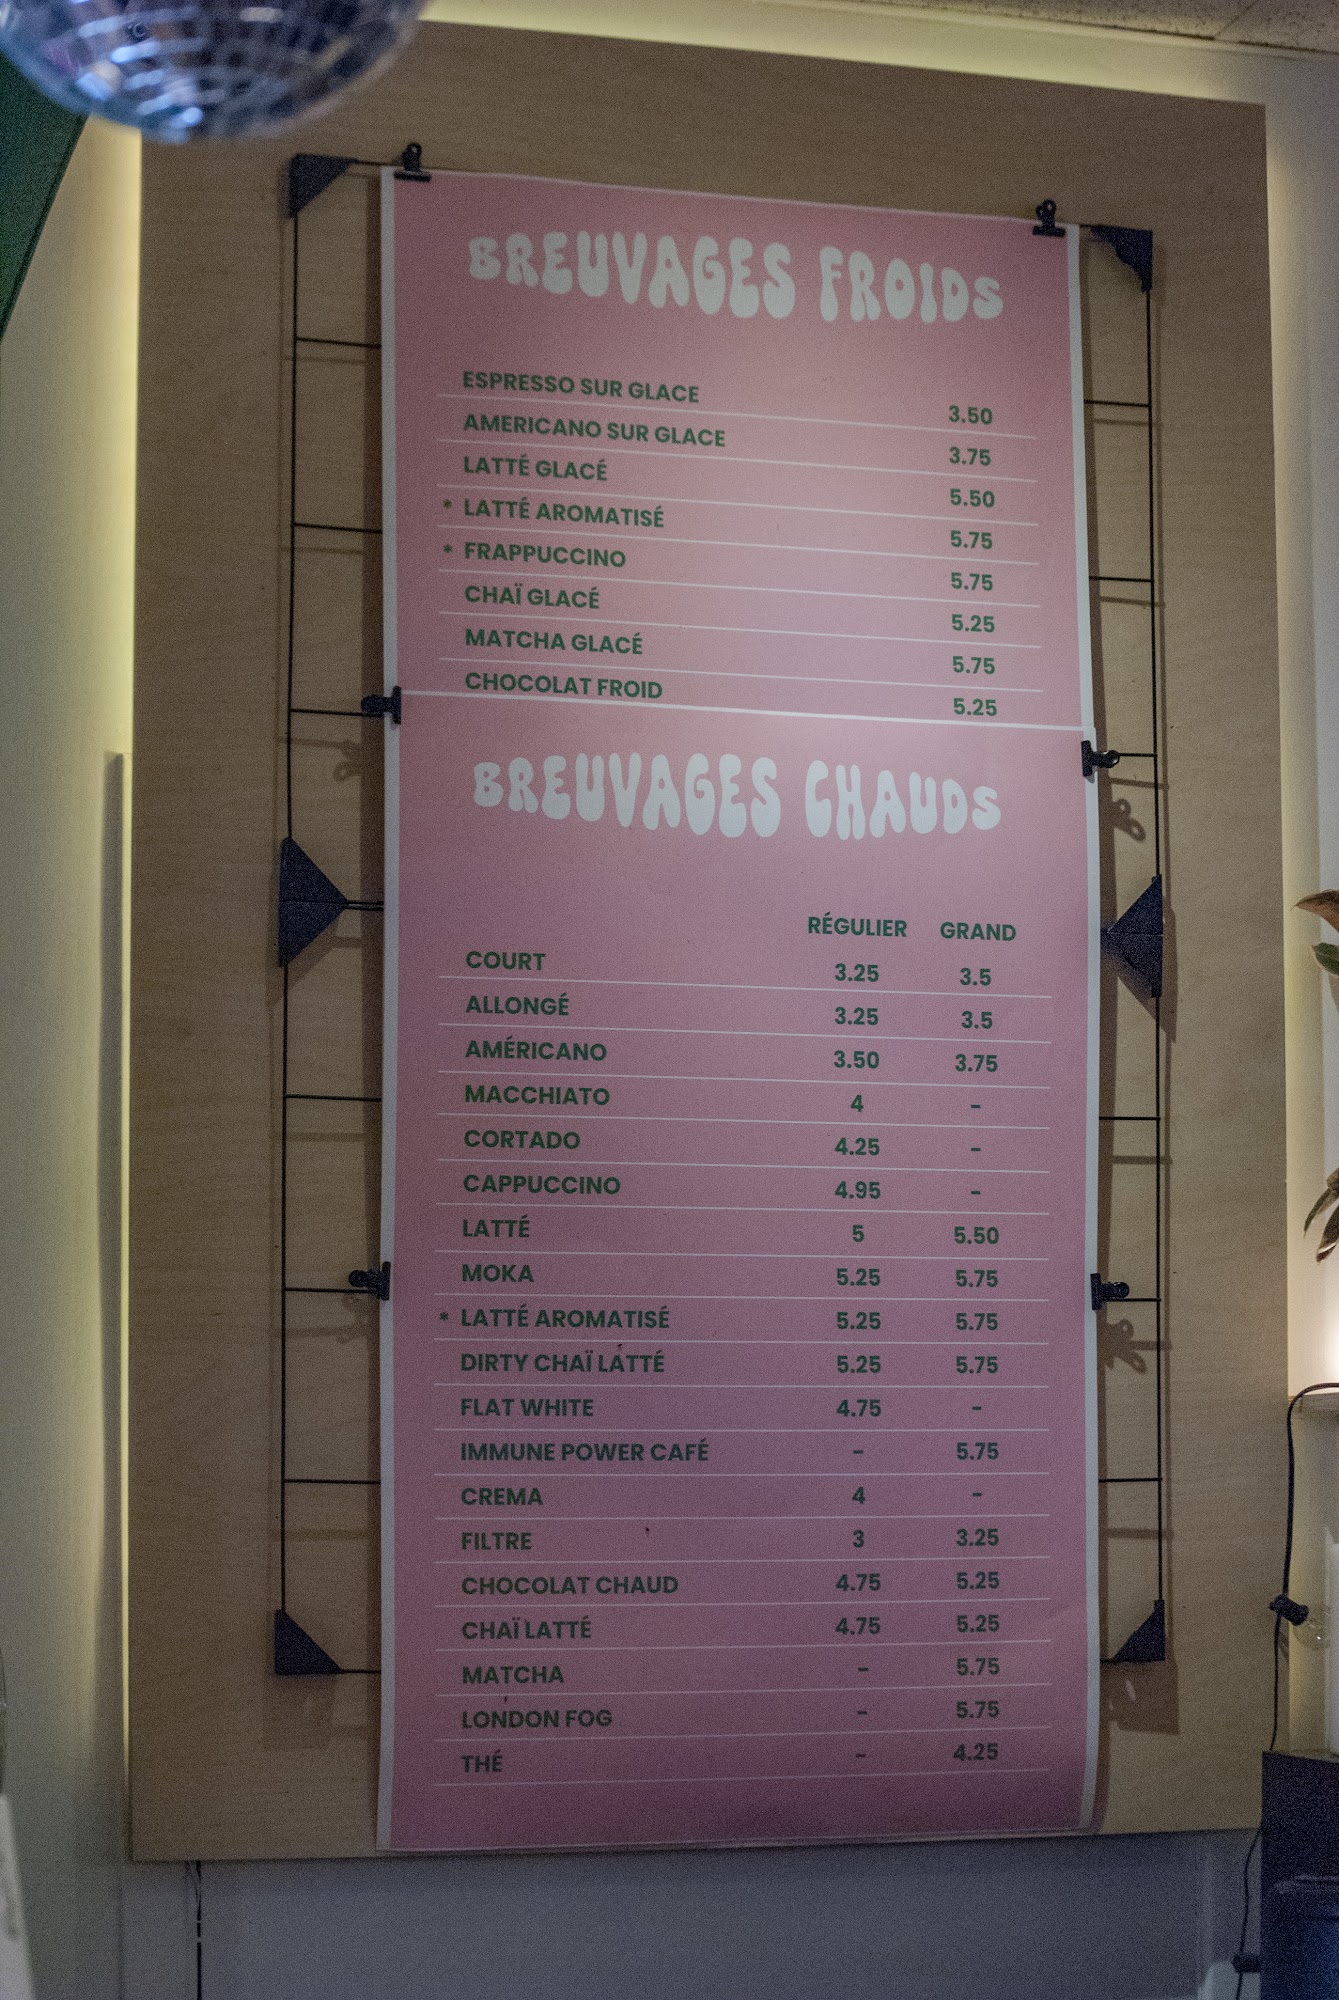 BREUVAGES FROIDS
ESPRESSO SUR GLACE 3.50
AMERICANO SUR GLACE 3.75
LATTÉ GLACÉ 5.50
* LATTÉ AROMATISÉ 5.75
* FRAPPUCCINO 5.75
CHAÏ GLACÉ 5.25
MATCHA GLACÉ 5.75
CHOCOLAT FROID 5.25
BREUVAGES CHAUDS
RÉGULIER GRAND
COURT 3.25 3.5
ALLONGÉ 3.25 3.5
AMÉRICANO 3.50 3.75
MACCHIATO 4 -
CORTADO 4.25 -
CAPPUCCINO 4.95 -
LATTÉ 5 5.50
MOKA 5.25 5.75
* LATTÉ AROMATISÉ 5.25 5.75
DIRTY CHAÏ LATTÉ 5.25 5.75
FLAT WHITE 4.75 -
IMMUNE POWER CAFÉ - 5.75
CREMA 4 -
FILTRE 3 3.25
CHOCOLAT CHAUD 4.75 5.25
CHAÏ LATTÉ 4.75 5.25
MATCHA - 5.75
LONDON FOG - 5.75
THÉ - 4.25